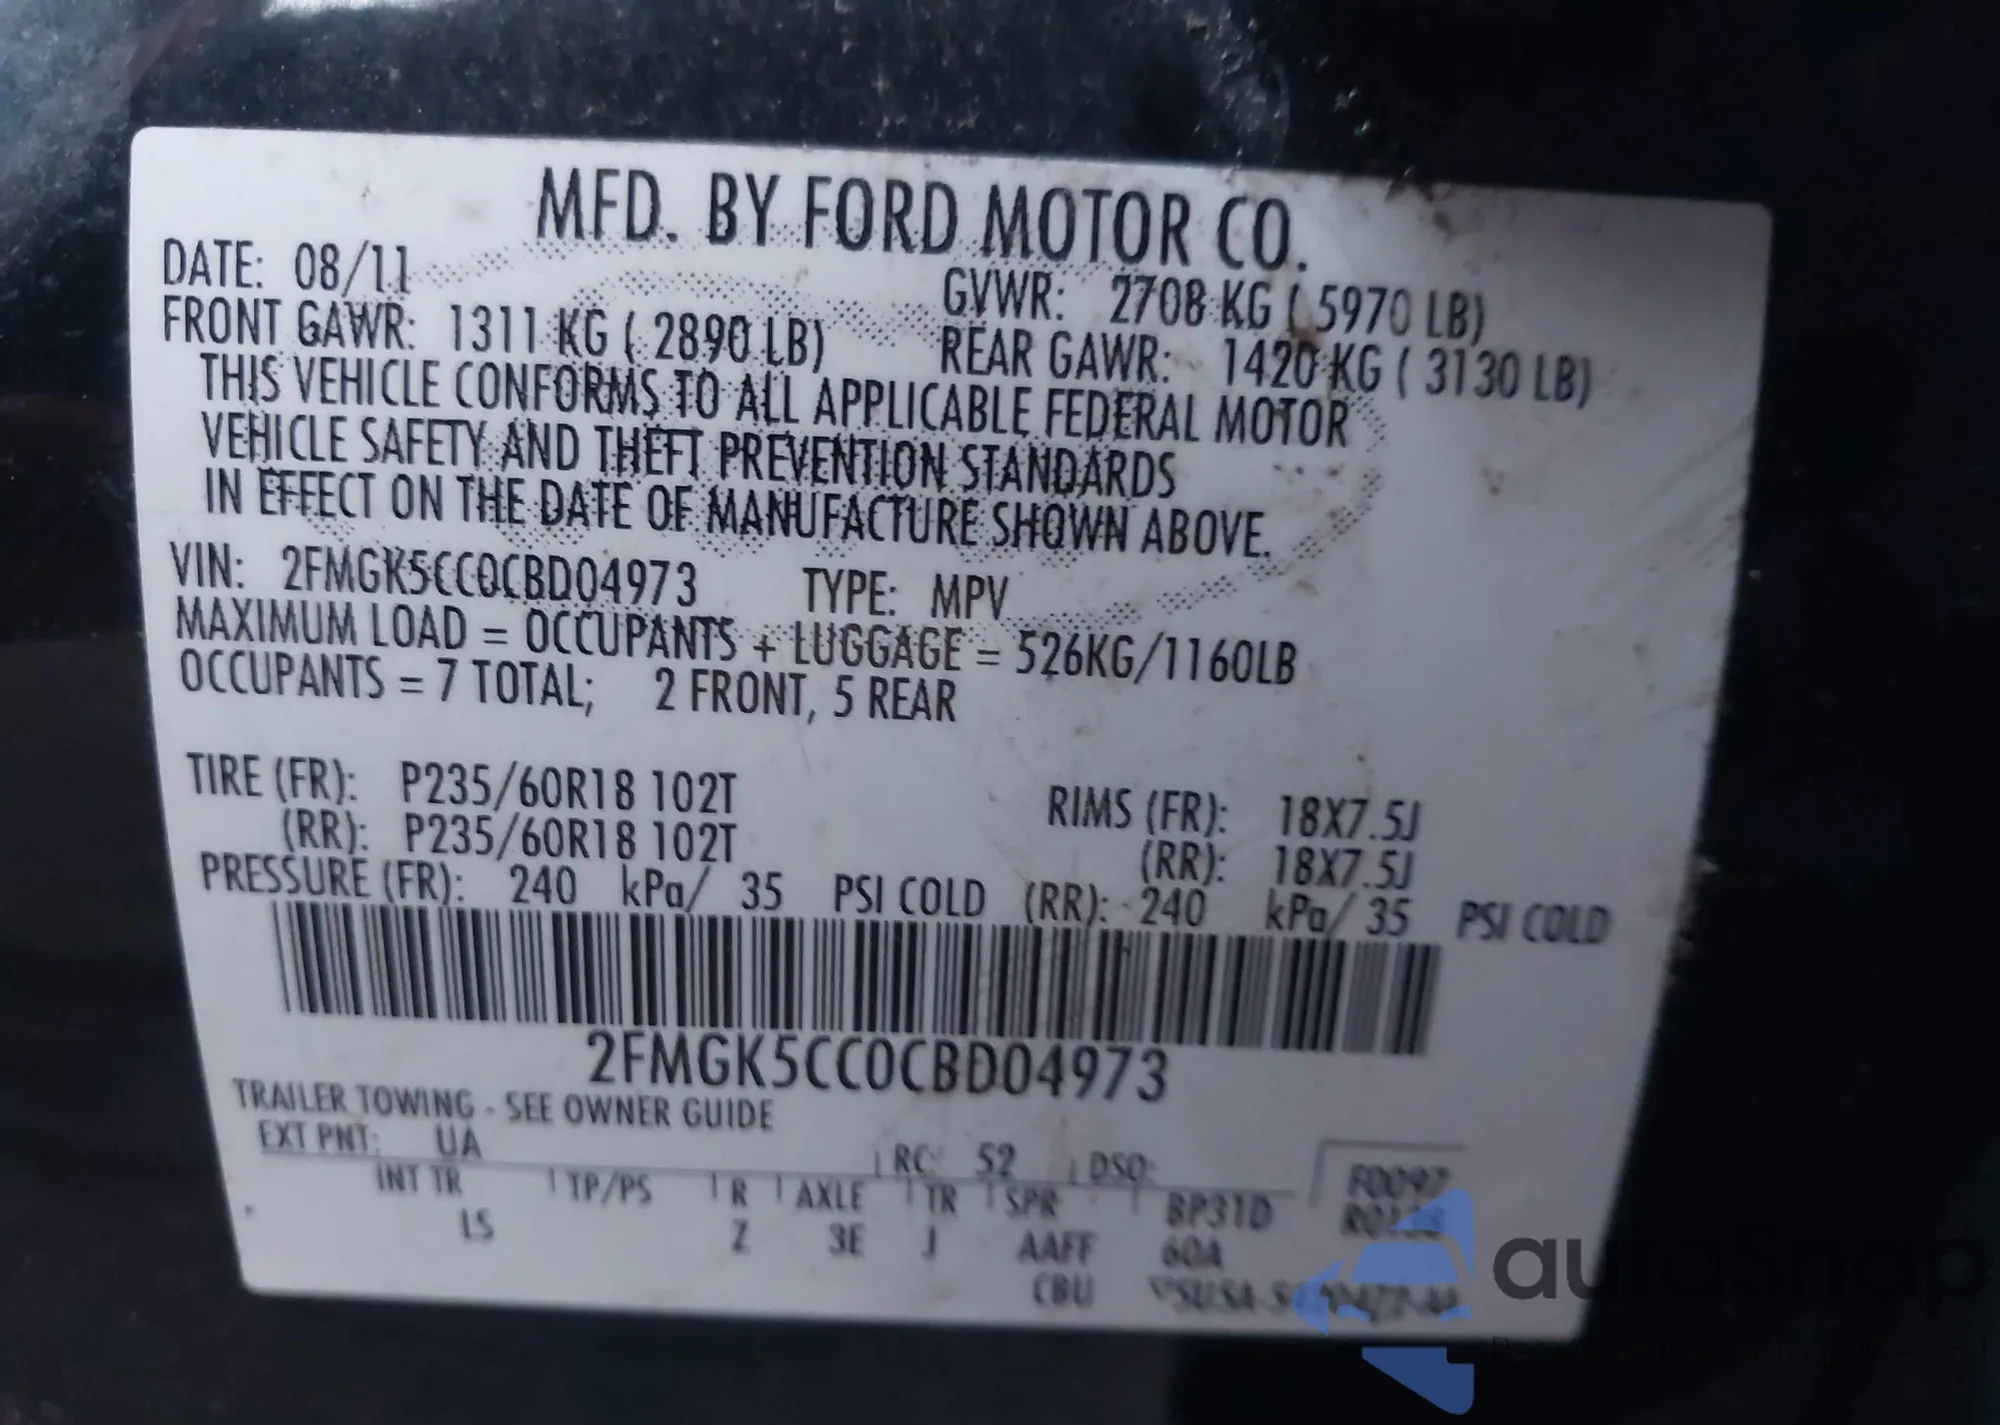 MFD. BY FORD MOTOR CO.
DATE: 08/11 GVWR: 2708 KG ( 5970 LB)
FRONT GAWR: 1311 KG ( 2890 LB) REAR GAWR: 1420 KG ( 3130 LB)
THIS VEHICLE CONFORMS TO ALL APPLICABLE FEDERAL MOTOR
VEHICLE SAFETY AND THEFT PREVENTION STANDARDS
IN EFFECT ON THE DATE OF MANUFACTURE SHOWN ABOVE.
VIN: 2FMGK5CC0CBD04973 TYPE: MPV
MAXIMUM LOAD = OCCUPANTS + LUGGAGE = 526KG/1160LB
OCCUPANTS = 7 TOTAL; 2 FRONT, 5 REAR
TIRE (FR): P235/60R18 102T RIMS (FR): 18X7.5J
(RR): P235/60R18 102T (RR): 18X7.5J
PRESSURE (FR): 240 kPa/ 35 PSI COLD (RR): 240 kPa/ 35 PSI COLD
2FMGK5CC0CBD04973
TRAILER TOWING - SEE OWNER GUIDE
EXT PNT: UA RC: 52 DSO: F0097
INT TR TP/PS R AXLE TR SPR BP31D
LS Z 3E J AAFF 60A
CBU
autosnap